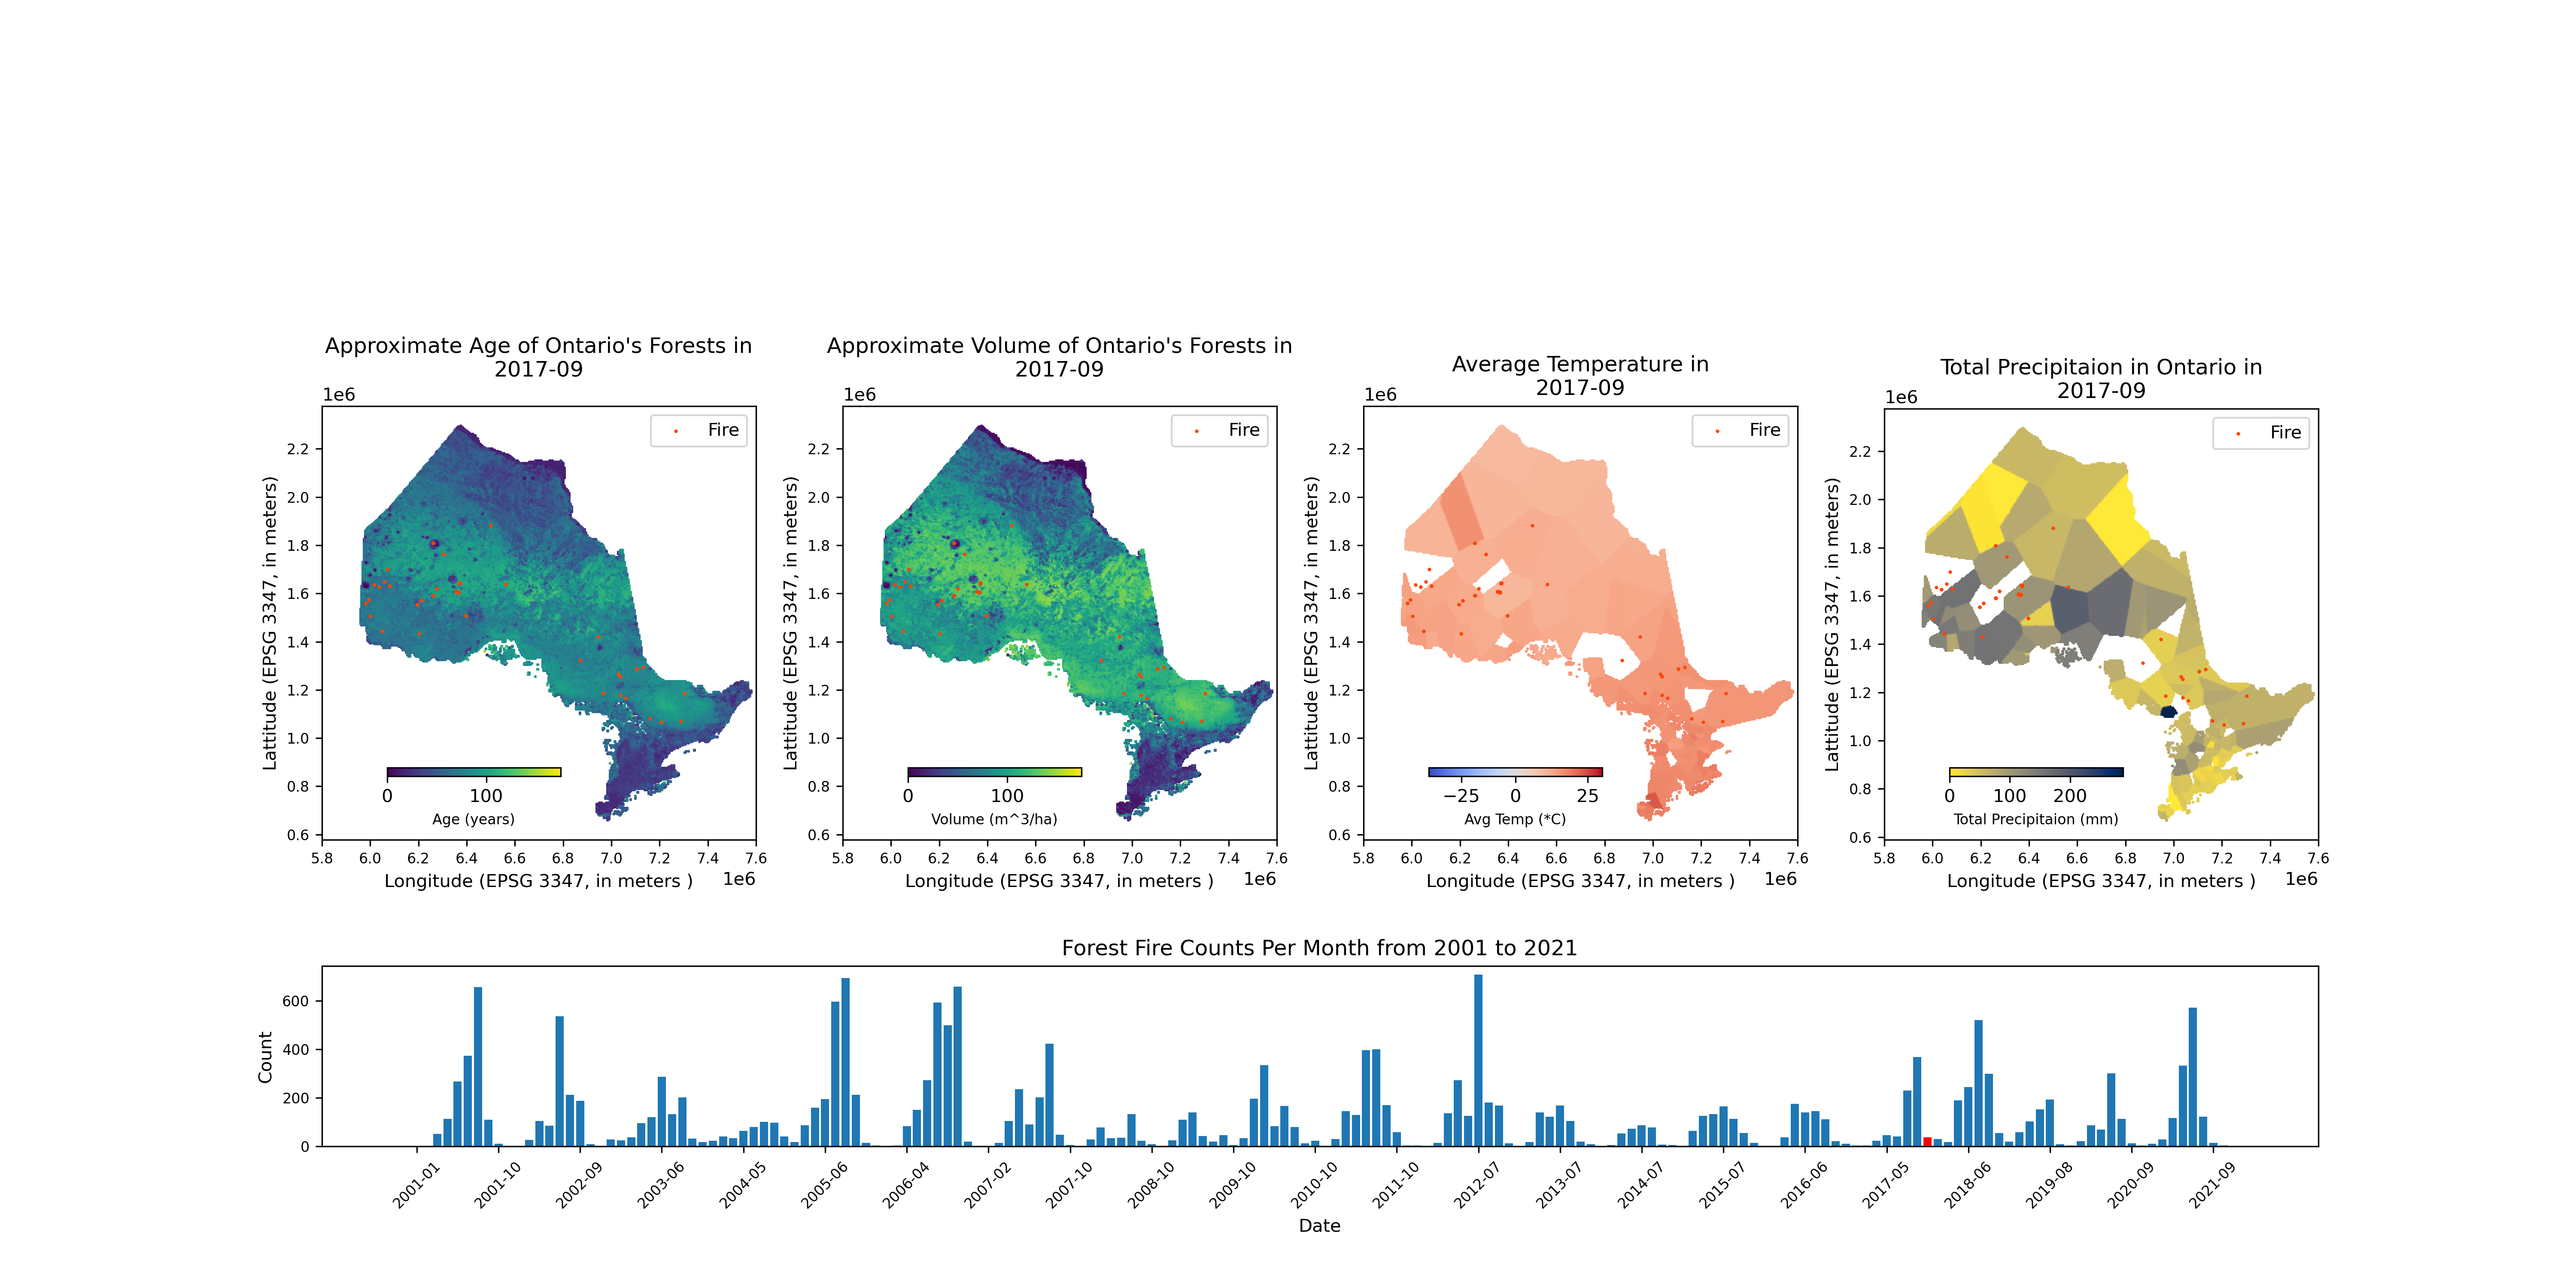 Approximate Age of Ontario's Forests in
2017-09
1e6
Fire
2.2
2.0
1.8
1.6
1.4
1.2
1.0
0.8
0.6
Lattitude (EPSG 3347, in meters)
0 100
Age (years)
5.8 6.0 6.2 6.4 6.6 6.8 7.0 7.2 7.4 7.6
Longitude (EPSG 3347, in meters )
1e6
Approximate Volume of Ontario's Forests in
2017-09
1e6
Fire
2.2
2.0
1.8
1.6
1.4
1.2
1.0
0.8
0.6
Lattitude (EPSG 3347, in meters)
0 100
Volume (m^3/ha)
5.8 6.0 6.2 6.4 6.6 6.8 7.0 7.2 7.4 7.6
Longitude (EPSG 3347, in meters )
1e6
Average Temperature in
2017-09
1e6
Fire
2.2
2.0
1.8
1.6
1.4
1.2
1.0
0.8
0.6
Lattitude (EPSG 3347, in meters)
−25 0 25
Avg Temp (*C)
5.8 6.0 6.2 6.4 6.6 6.8 7.0 7.2 7.4 7.6
Longitude (EPSG 3347, in meters )
1e6
Total Precipitaion in Ontario in
2017-09
1e6
Fire
2.2
2.0
1.8
1.6
1.4
1.2
1.0
0.8
0.6
Lattitude (EPSG 3347, in meters)
0 100 200
Total Precipitaion (mm)
5.8 6.0 6.2 6.4 6.6 6.8 7.0 7.2 7.4 7.6
Longitude (EPSG 3347, in meters )
1e6
Forest Fire Counts Per Month from 2001 to 2021
600
400
200
0
Count
2001-01 2001-10 2002-09 2003-06 2004-05 2005-06 2006-04 2007-02 2007-10 2008-10 2009-10 2010-10 2011-10 2012-07 2013-07 2014-07 2015-07 2016-06 2017-05 2018-06 2019-08 2020-09 2021-09
Date